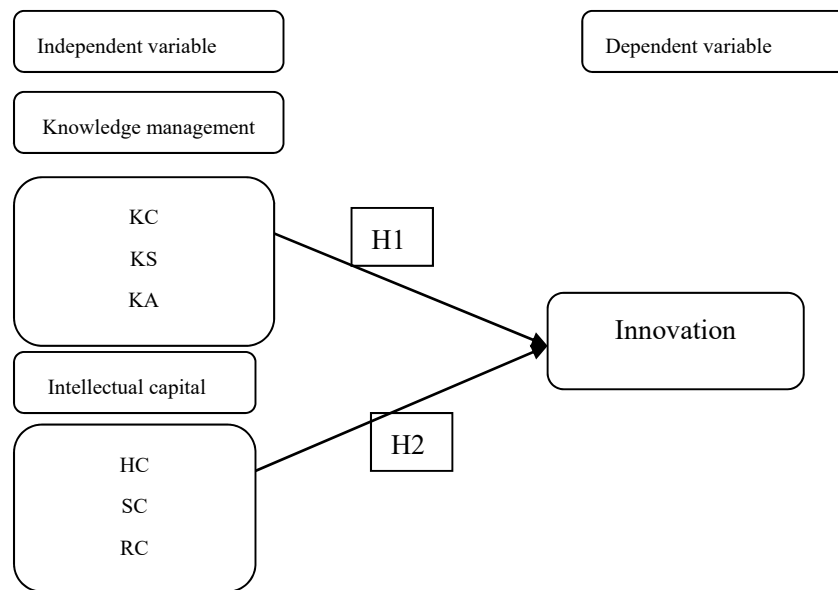 Independent variable
Dependent variable
Knowledge management
KC
KS
KA
H1
Innovation
Intellectual capital
H2
HC
SC
RC